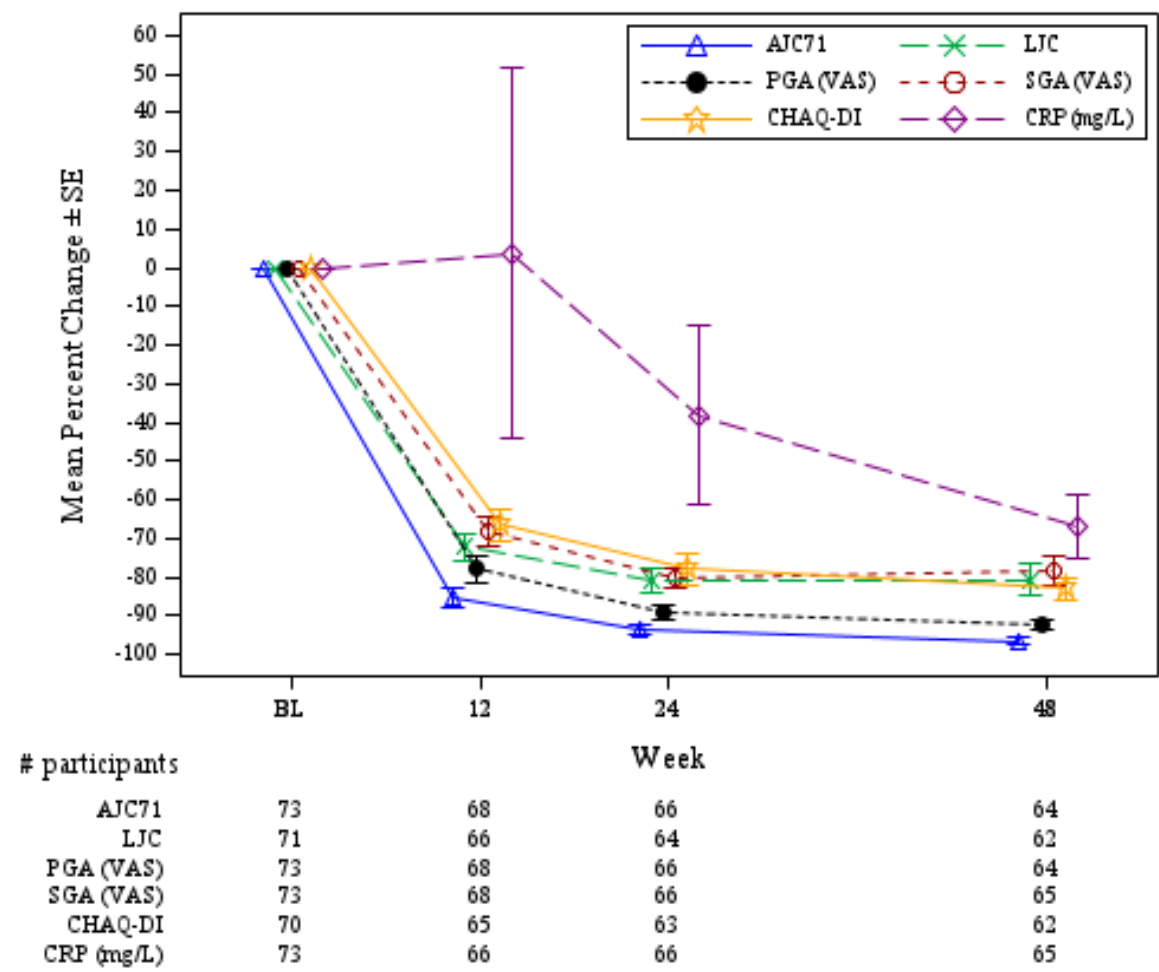 60
50
40
30
20
10
0
-10
-20
-30
-40
-50
-60
-70
-80
-90
-100
Mean Percent Change ± SE
AJC71 LJC
PGA (VAS) SGA (VAS)
CHAQ-DI CRP (mg/L)
BL 12 24 48
Week
# participants
AJC71 73 68 66 64
LJC 71 66 64 62
PGA (VAS) 73 68 66 64
SGA (VAS) 73 68 66 65
CHAQ-DI 70 65 63 62
CRP (mg/L) 73 66 66 65